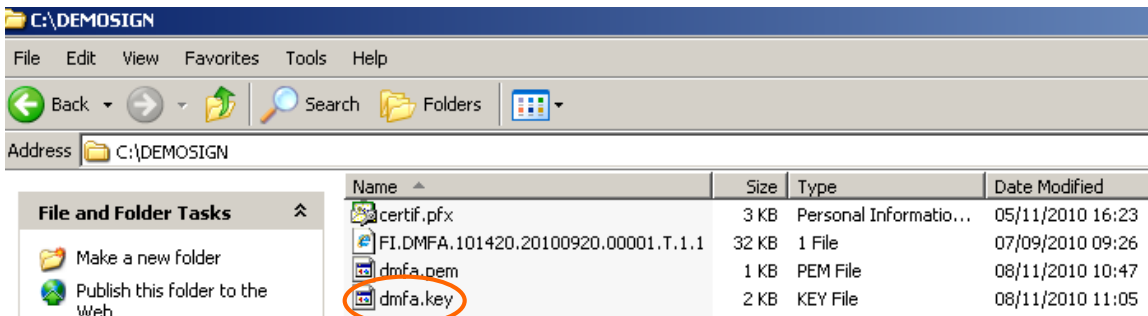 C:\DEMOSIGN
File Edit View Favorites Tools Help
Back Search Folders
Address C:\DEMOSIGN
File and Folder Tasks
Make a new folder
Publish this folder to the
Web
Name Size Type Date Modified
certif.pfx 3 KB Personal Informatio... 05/11/2010 16:23
FI.DMFA.101420.20100920.00001.T.1.1 32 KB 1 File 07/09/2010 09:26
dmfa.pem 1 KB PEM File 08/11/2010 10:47
dmfa.key 2 KB KEY File 08/11/2010 11:05